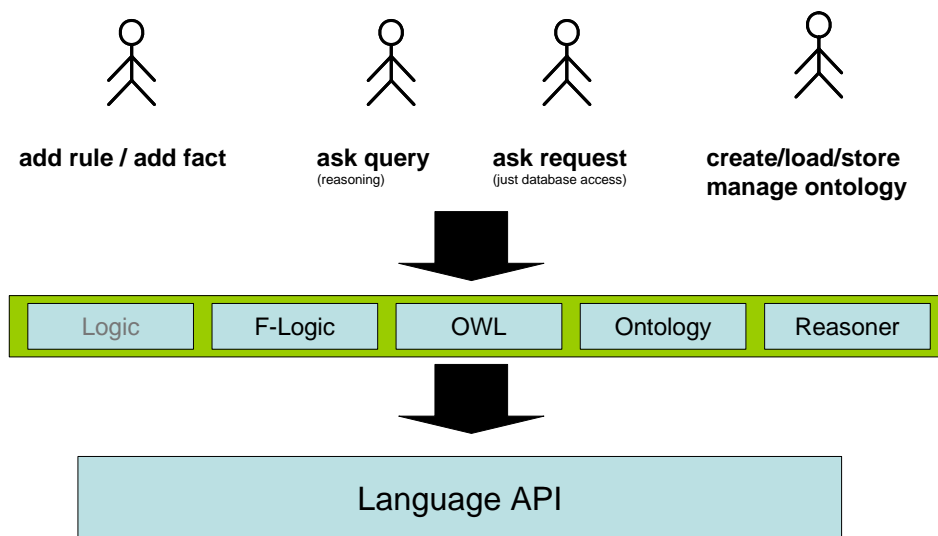 add rule / add fact
ask query
(reasoning)
ask request
(just database access)
create/load/store
manage ontology
Logic
F-Logic
OWL
Ontology
Reasoner
Language API